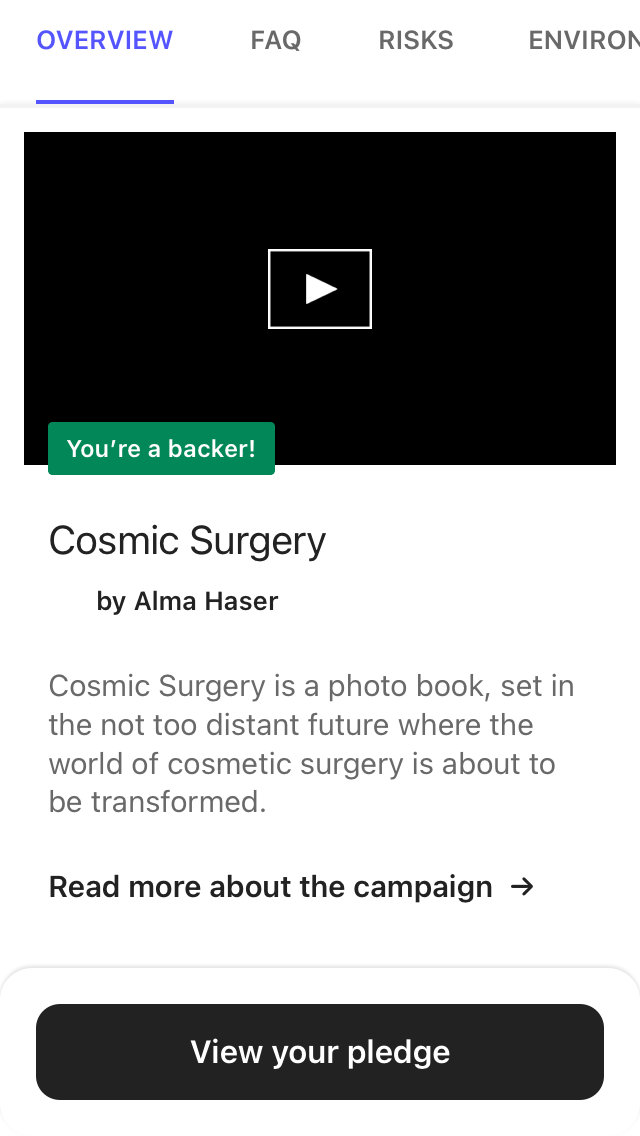 OVERVIEW FAQ RISKS ENVIRON
You’re a backer!
Cosmic Surgery
by Alma Haser
Cosmic Surgery is a photo book, set in
the not too distant future where the
world of cosmetic surgery is about to
be transformed.
Read more about the campaign →
View your pledge